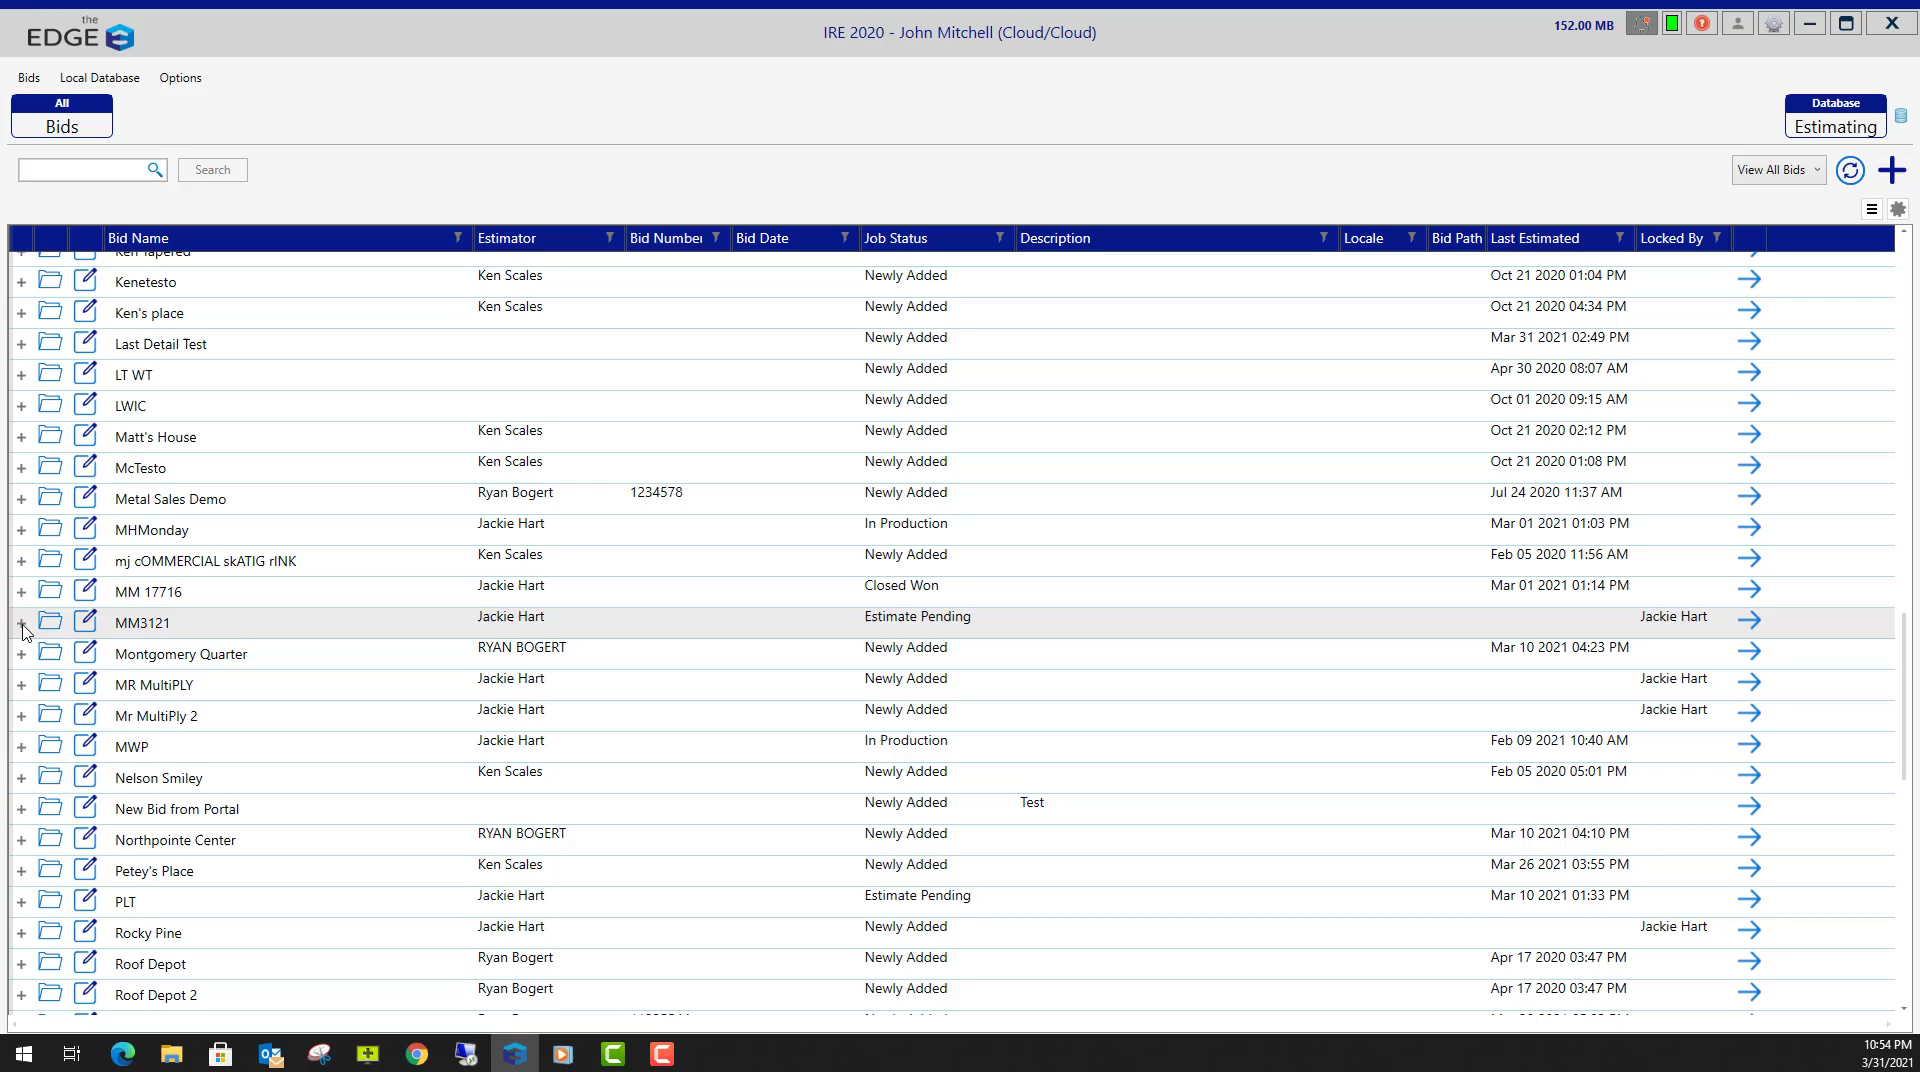 the
EDGE
IRE 2020 - John Mitchell (Cloud/Cloud)
152.00 MB
Bids Local Database Options
All
Bids
Database
Estimating
Search
View All Bids
Bid Name Estimator Bid Number Bid Date Job Status Description Locale Bid Path Last Estimated Locked By
Ken Tapered
Kenetesto Ken Scales Newly Added Oct 21 2020 01:04 PM
Ken's place Ken Scales Newly Added Oct 21 2020 04:34 PM
Last Detail Test Newly Added Mar 31 2021 02:49 PM
LT WT Newly Added Apr 30 2020 08:07 AM
LWIC Newly Added Oct 01 2020 09:15 AM
Matt's House Ken Scales Newly Added Oct 21 2020 02:12 PM
McTesto Ken Scales Newly Added Oct 21 2020 01:08 PM
Metal Sales Demo Ryan Bogert 1234578 Newly Added Jul 24 2020 11:37 AM
MHMonday Jackie Hart In Production Mar 01 2021 01:03 PM
mj cOMMERCIAL skATIG rINK Ken Scales Newly Added Feb 05 2020 11:56 AM
MM 17716 Jackie Hart Closed Won Mar 01 2021 01:14 PM
MM3121 Jackie Hart Estimate Pending Jackie Hart
Montgomery Quarter RYAN BOGERT Newly Added Mar 10 2021 04:23 PM
MR MultiPLY Jackie Hart Newly Added Jackie Hart
Mr MultiPly 2 Jackie Hart Newly Added Jackie Hart
MWP Jackie Hart In Production Feb 09 2021 10:40 AM
Nelson Smiley Ken Scales Newly Added Feb 05 2020 05:01 PM
New Bid from Portal Newly Added Test
Northpointe Center RYAN BOGERT Newly Added Mar 10 2021 04:10 PM
Petey's Place Ken Scales Newly Added Mar 26 2021 03:55 PM
PLT Jackie Hart Estimate Pending Mar 10 2021 01:33 PM
Rocky Pine Jackie Hart Newly Added Jackie Hart
Roof Depot Ryan Bogert Newly Added Apr 17 2020 03:47 PM
Roof Depot 2 Ryan Bogert Newly Added Apr 17 2020 03:47 PM
10:54 PM
3/31/2021